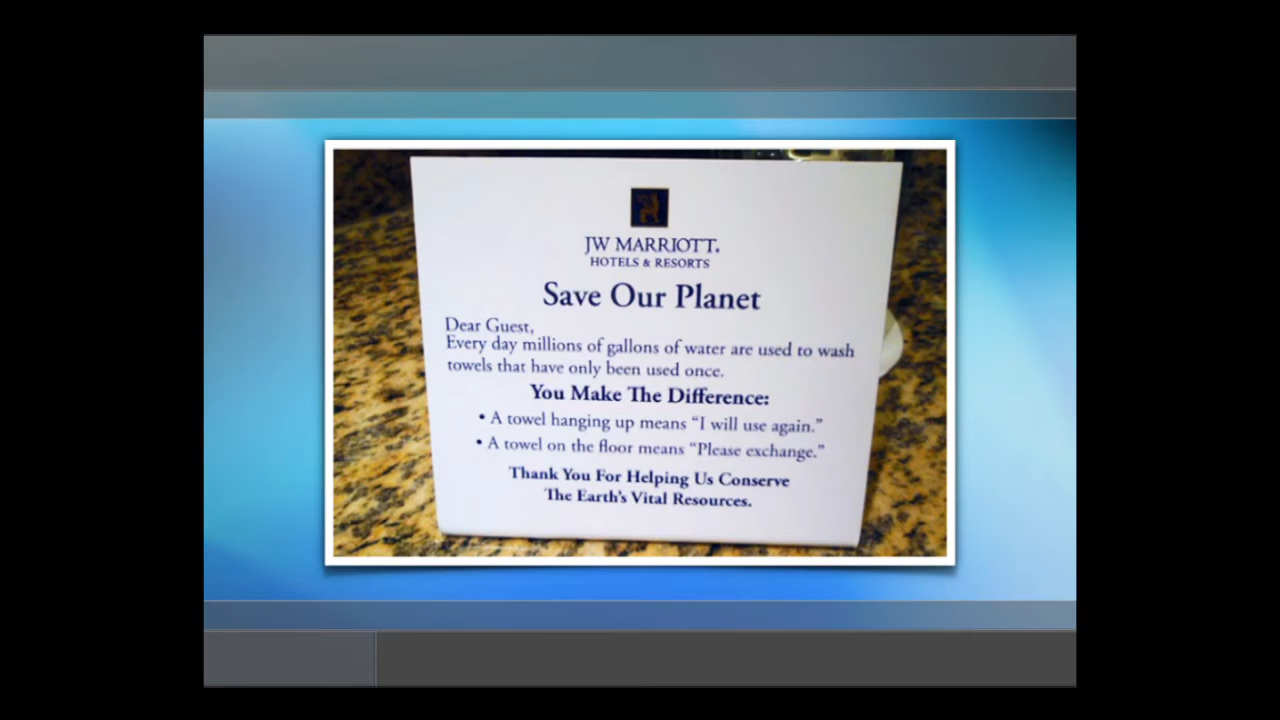 JW MARRIOTT®
HOTELS & RESORTS
Save Our Planet
Dear Guest,
Every day millions of gallons of water are used to wash
towels that have only been used once.
You Make The Difference:
• A towel hanging up means “I will use again.”
• A towel on the floor means “Please exchange.”
Thank You For Helping Us Conserve
The Earth’s Vital Resources.